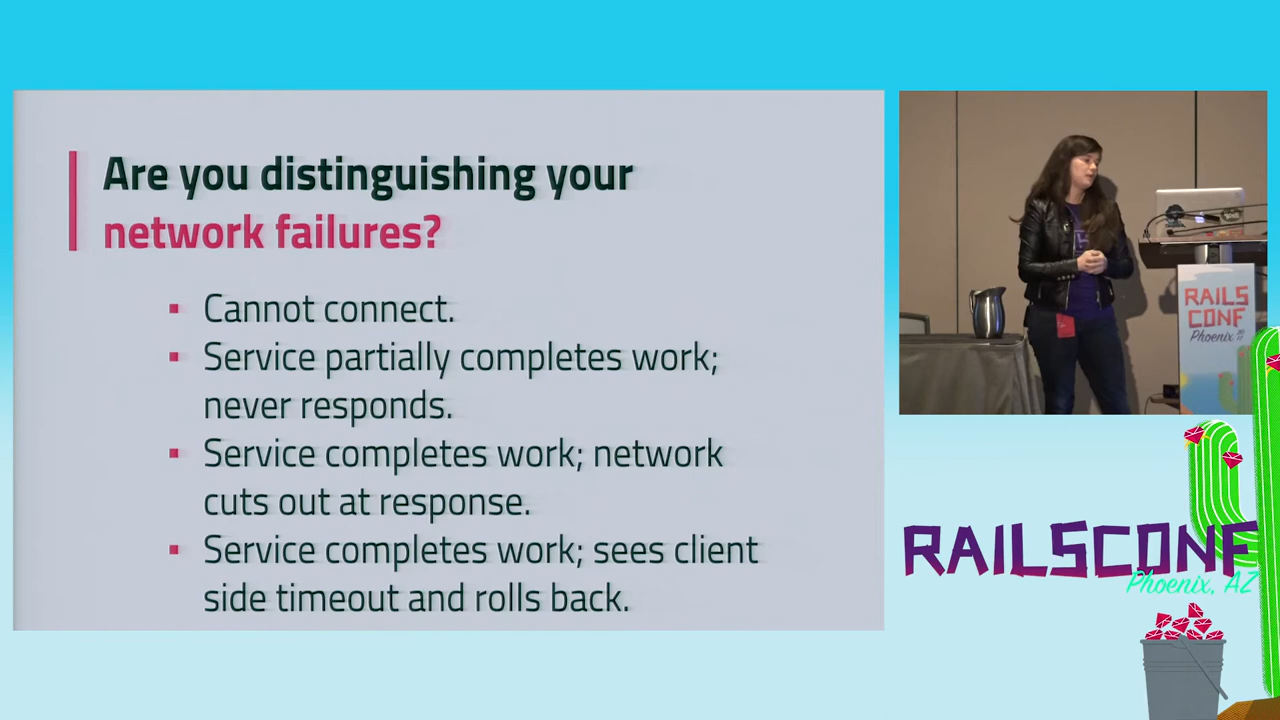 Are you distinguishing your
network failures?
Cannot connect.
Service partially completes work;
never responds.
Service completes work; network
cuts out at response.
Service completes work; sees client
side timeout and rolls back.
RAILS
CONF
Phoenix
RAILSCONF
Phoenix, AZ